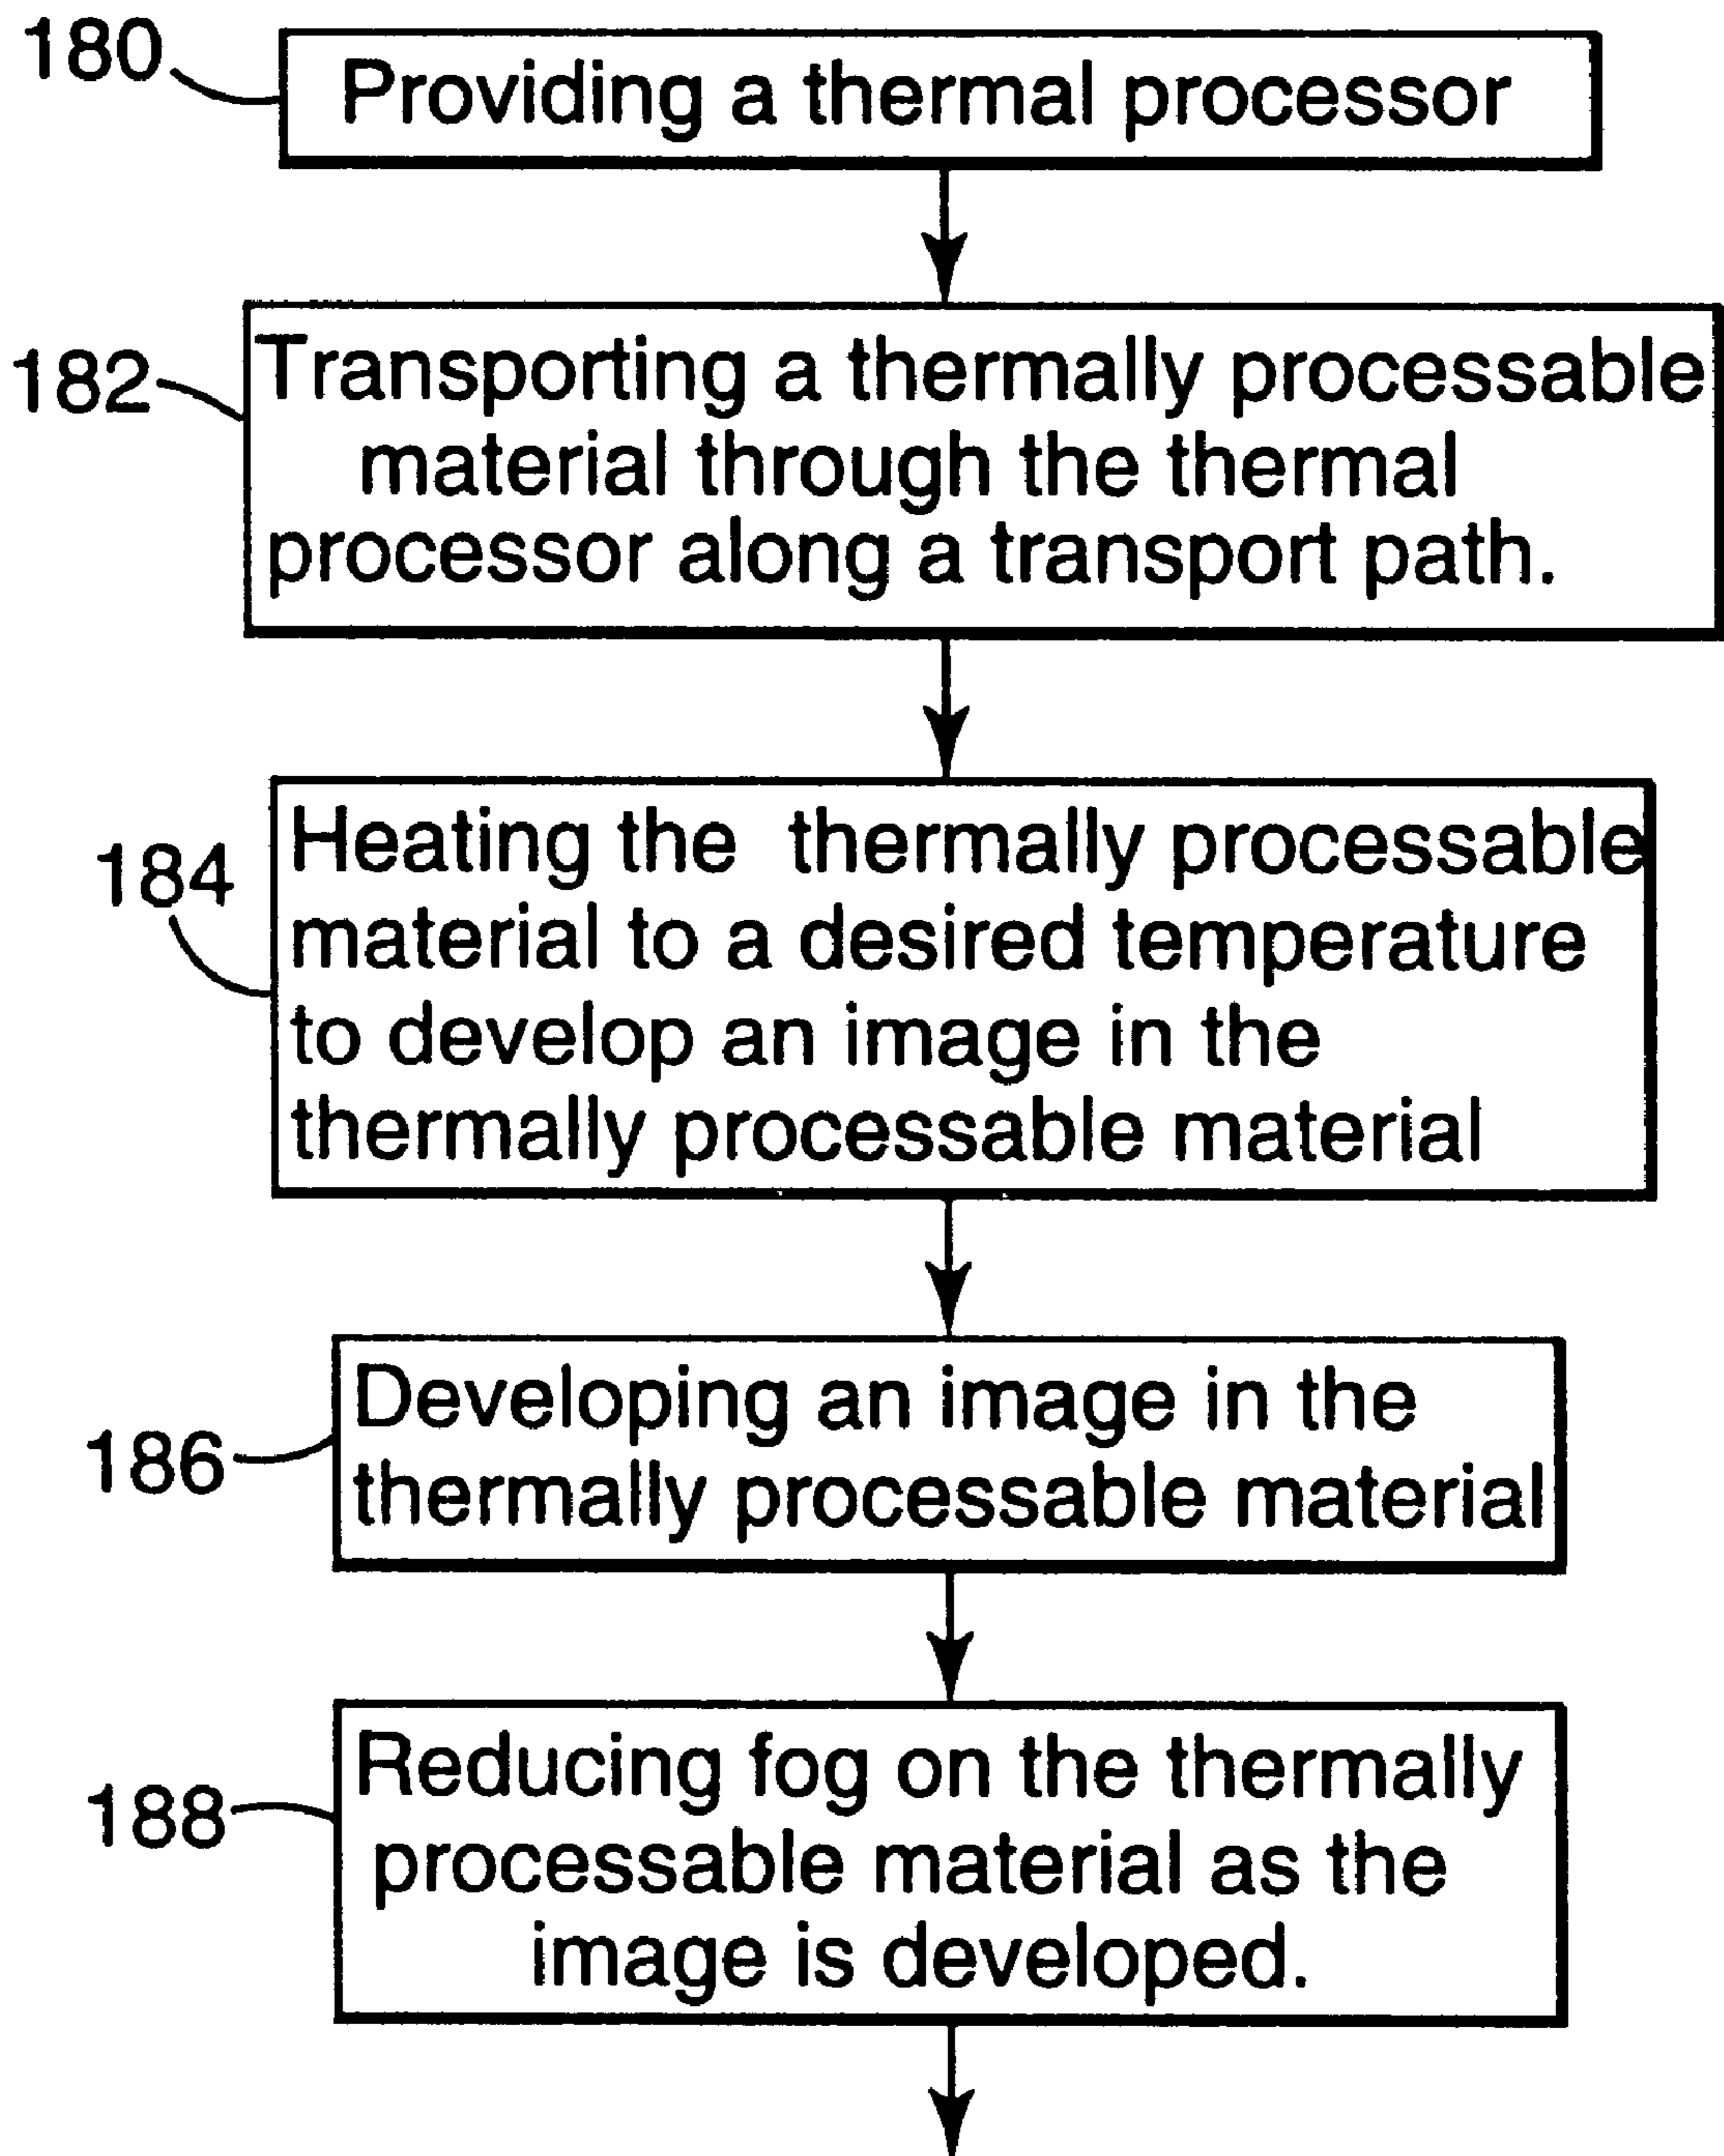 180
Providing a thermal processor
182
Transporting a thermally processable
material through the thermal
processor along a transport path.
184
Heating the thermally processable
material to a desired temperature
to develop an image in the
thermally processable material
186
Developing an image in the
thermally processable material
188
Reducing fog on the thermally
processable material as the
image is developed.